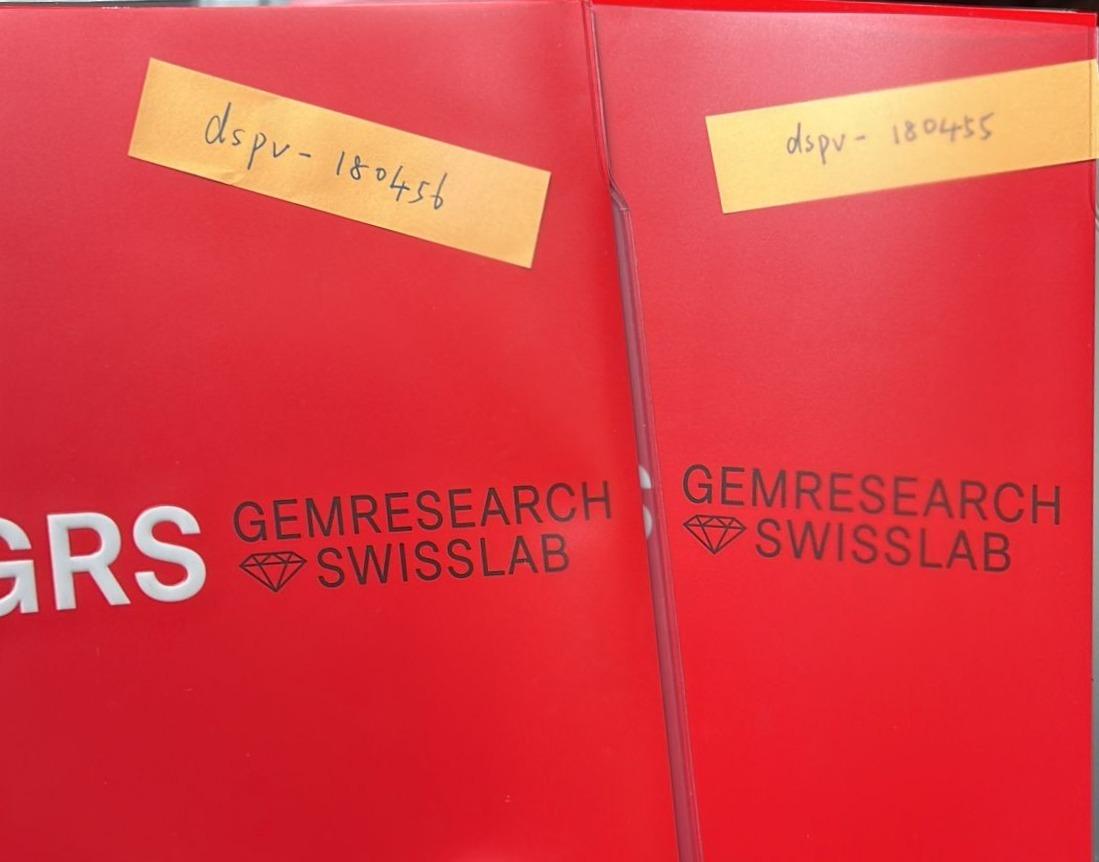 dspv-180456
dspv-180455
GRS GEMRESEARCH
SWISSLAB
S GEMRESEARCH
SWISSLAB